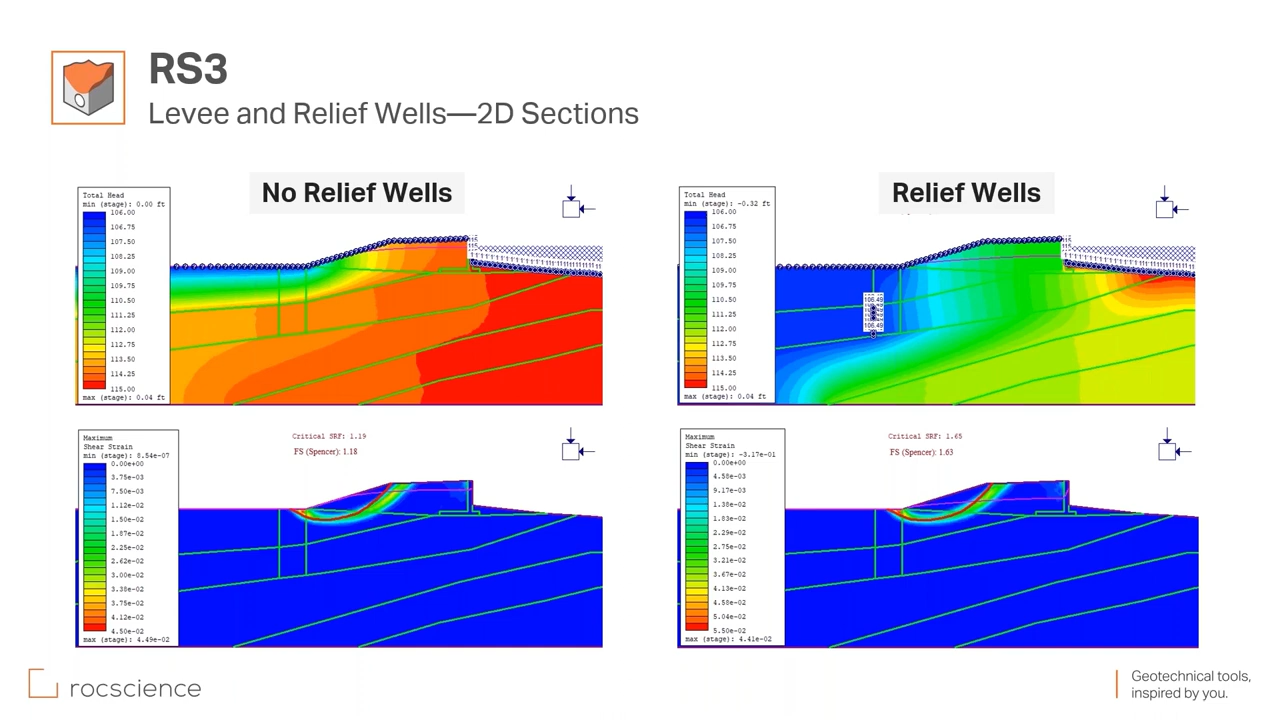 RS3
Levee and Relief Wells—2D Sections
No Relief Wells
Total Head
min (stage): 0.00 ft
106.00
106.75
107.50
108.25
109.00
109.75
110.50
111.25
112.00
112.75
113.50
114.25
115.00
max (stage): 0.04 ft
Relief Wells
Total Head
min (stage): -0.32 ft
106.00
106.75
107.50
108.25
109.00
109.75
110.50
111.25
112.00
112.75
113.50
114.25
115.00
max (stage): 0.04 ft
106.49
106.49
Critical SRF: 1.19
FS (Spencer): 1.18
Maximum
Shear Strain
min (stage): 8.54e-07
0.00e+00
3.75e-03
7.50e-03
1.12e-02
1.50e-02
1.87e-02
2.25e-02
2.62e-02
3.00e-02
3.38e-02
3.75e-02
4.12e-02
4.50e-02
max (stage): 4.49e-02
Critical SRF: 1.65
FS (Spencer): 1.63
Maximum
Shear Strain
min (stage): -3.17e-01
0.00e+00
4.58e-03
9.17e-03
1.38e-02
1.83e-02
2.29e-02
2.75e-02
3.21e-02
3.67e-02
4.13e-02
4.58e-02
5.04e-02
5.50e-02
max (stage): 4.41e-02
rocscience
Geotechnical tools,
inspired by you.